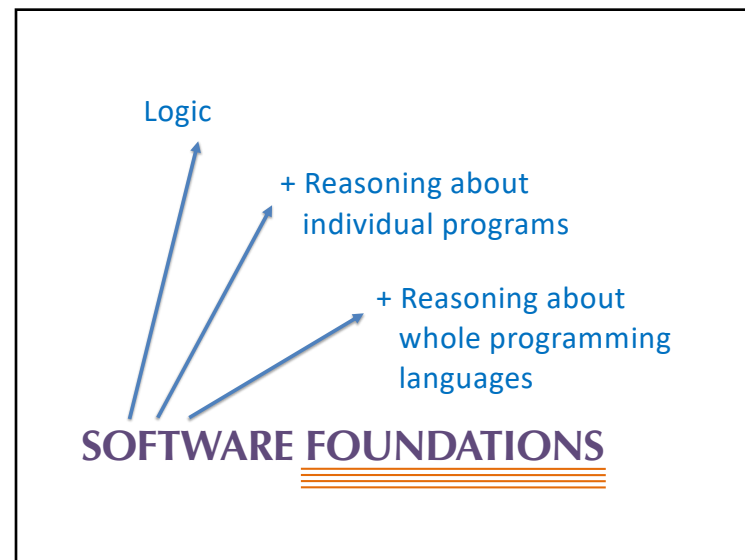 Logic
+ Reasoning about
individual programs
+ Reasoning about
whole programming
languages
SOFTWARE FOUNDATIONS